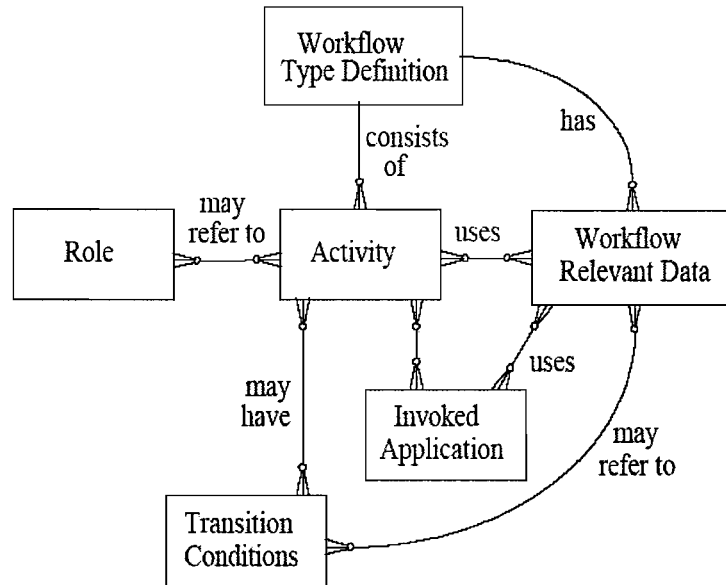 Workflow
Type Definition
consists
of
has
may
refer to
Role
Activity
uses
Workflow
Relevant Data
may
have
uses
Invoked
Application
may
refer to
Transition
Conditions